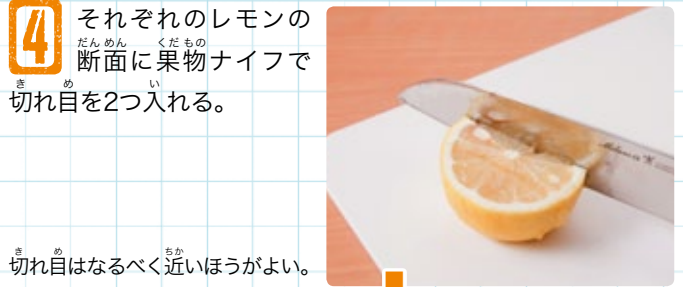 4 それぞれのレモンの
断面に果物ナイフで
切れ目を2つ入れる。
切れ目はなるべく近いほうがよい。